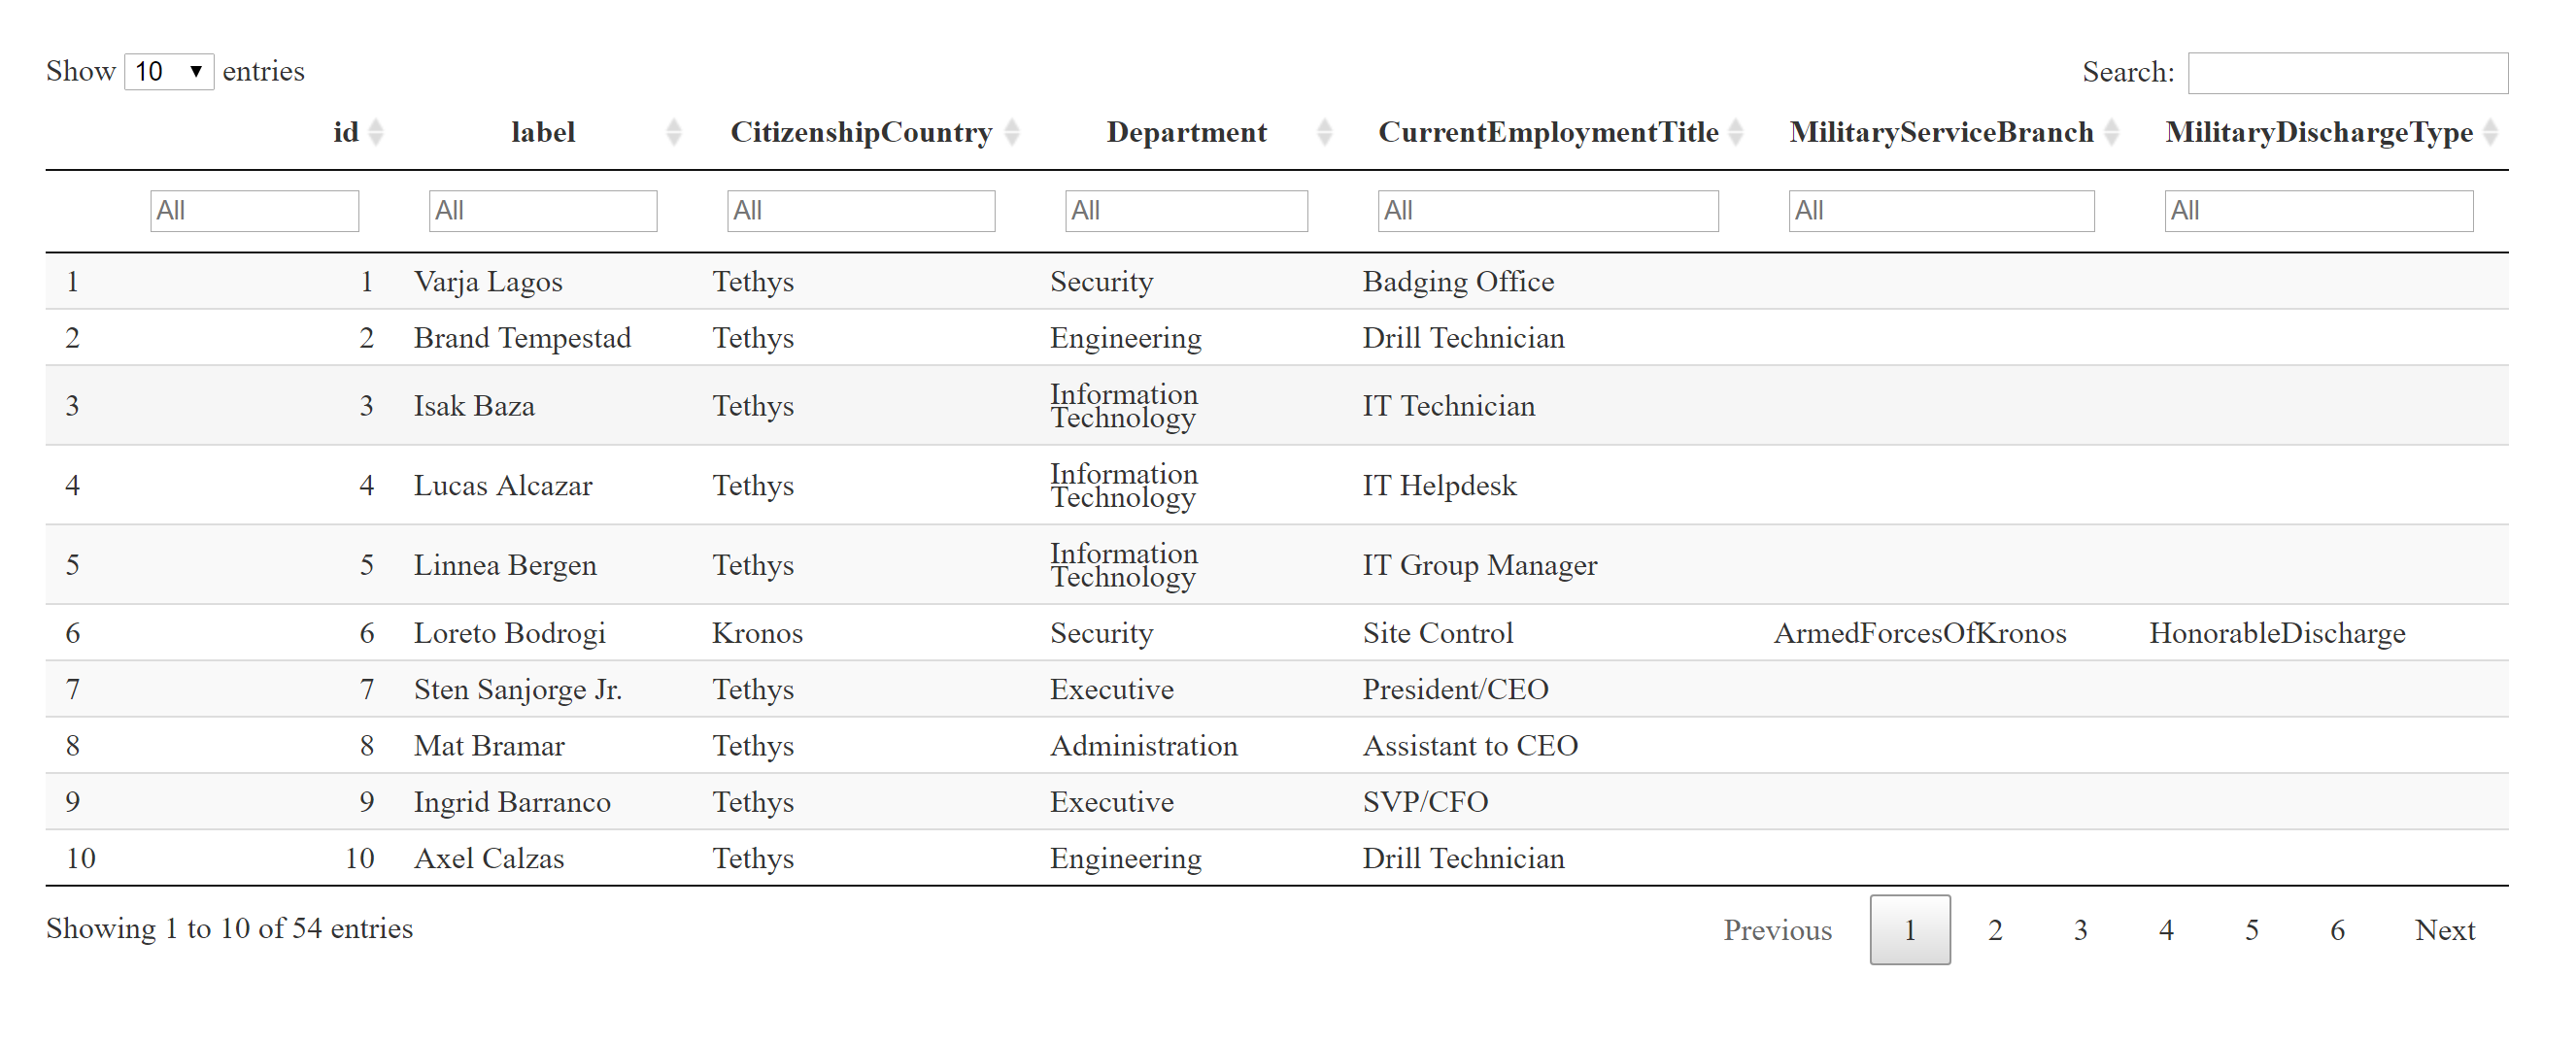 Show 10 entries Search:
id label CitizenshipCountry Department CurrentEmploymentTitle MilitaryServiceBranch MilitaryDischargeType
All All All All All All All
1 1 Varja Lagos Tethys Security Badging Office
2 2 Brand Tempestad Tethys Engineering Drill Technician
3 3 Isak Baza Tethys Information Technology IT Technician
4 4 Lucas Alcazar Tethys Information Technology IT Helpdesk
5 5 Linnea Bergen Tethys Information Technology IT Group Manager
6 6 Loreto Bodrogi Kronos Security Site Control ArmedForcesOfKronos HonorableDischarge
7 7 Sten Sanjorge Jr. Tethys Executive President/CEO
8 8 Mat Bramar Tethys Administration Assistant to CEO
9 9 Ingrid Barranco Tethys Executive SVP/CFO
10 10 Axel Calzas Tethys Engineering Drill Technician
Showing 1 to 10 of 54 entries Previous 1 2 3 4 5 6 Next